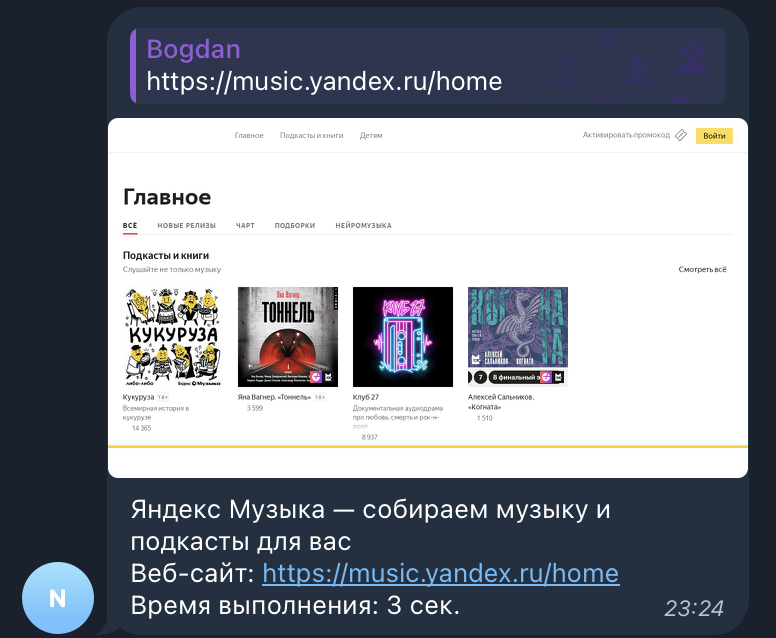 Bogdan
https://music.yandex.ru/home
Главное Подкасты и книги Детям Активировать промокод Войти
Главное
ВСЁ НОВЫЕ РЕЛИЗЫ ЧАРТ ПОДБОРКИ НЕЙРОМУЗЫКА
Подкасты и книги
Слушайте не только музыку Смотреть всё
КУКУРУЗА
либо-либо Яндекс Музыка
Яна Вагнер
ТОННЕЛЬ
КЛУБ 27
КОГНАТА
АЛЕКСЕЙ САЛЬНИКОВ КОГНАТА
7 8 финальный э
Кукуруза 18+
Всемирная история в
кукурузе
14 365
Яна Вагнер. «Тоннель» 18+
3 599
Клуб 27
Документальная аудиодрама
про любовь, смерть и рок-н-
ролл
8 937
Алексей Сальников.
«Когната»
1 510
Яндекс Музыка — собираем музыку и
подкасты для вас
Веб-сайт: https://music.yandex.ru/home
Время выполнения: 3 сек.
23:24
N